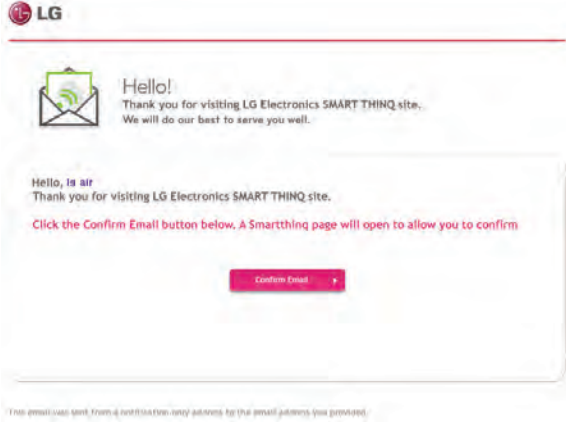 LG
Hello!
Thank you for visiting LG Electronics SMART THINQ site.
We will do our best to serve you well.
Hello, lg air
Thank you for visiting LG Electronics SMART THINQ site.
Click the Confirm Email button below. A Smartthinq page will open to allow you to confirm
Confirm Email
This email was sent from a notification-only address to the email address you provided.